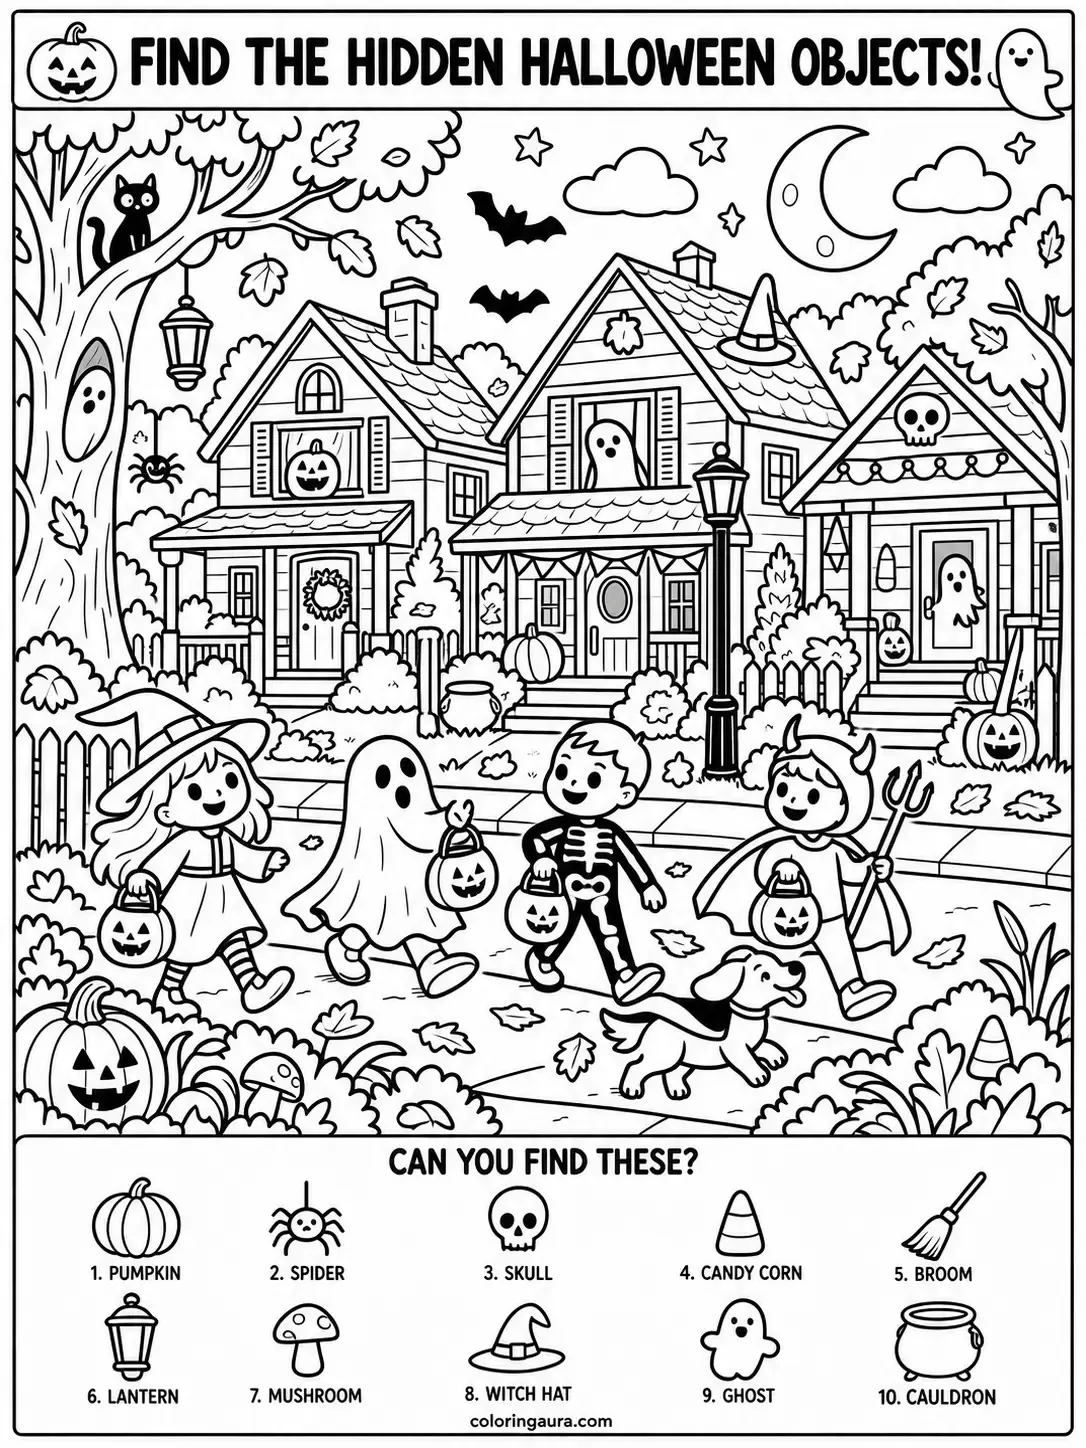 FIND THE HIDDEN HALLOWEEN OBJECTS!
CAN YOU FIND THESE?
1. PUMPKIN
2. SPIDER
3. SKULL
4. CANDY CORN
5. BROOM
6. LANTERN
7. MUSHROOM
8. WITCH HAT
9. GHOST
10. CAULDRON
coloringaura.com